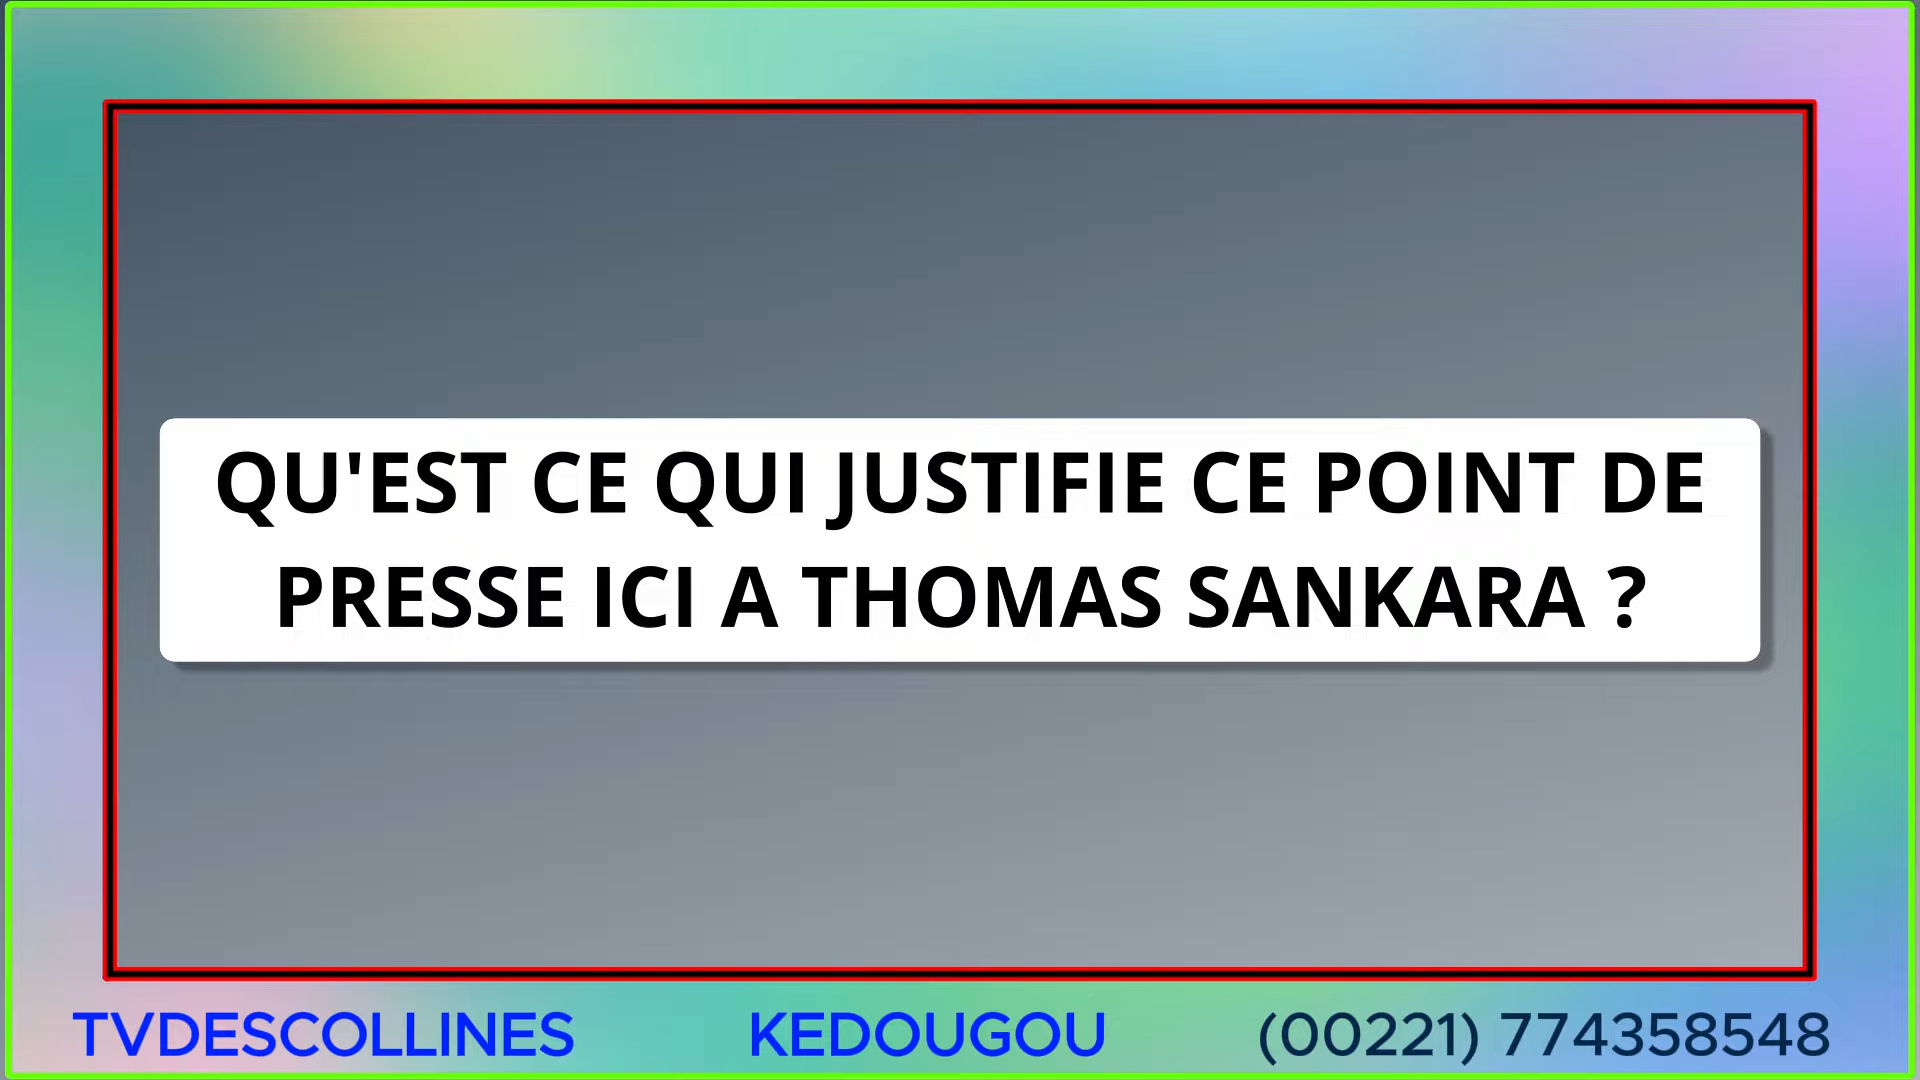 QU'EST CE QUI JUSTIFIE CE POINT DE
PRESSE ICI A THOMAS SANKARA ?
TVDESCOLLINES KEDOUGOU (00221) 774358548